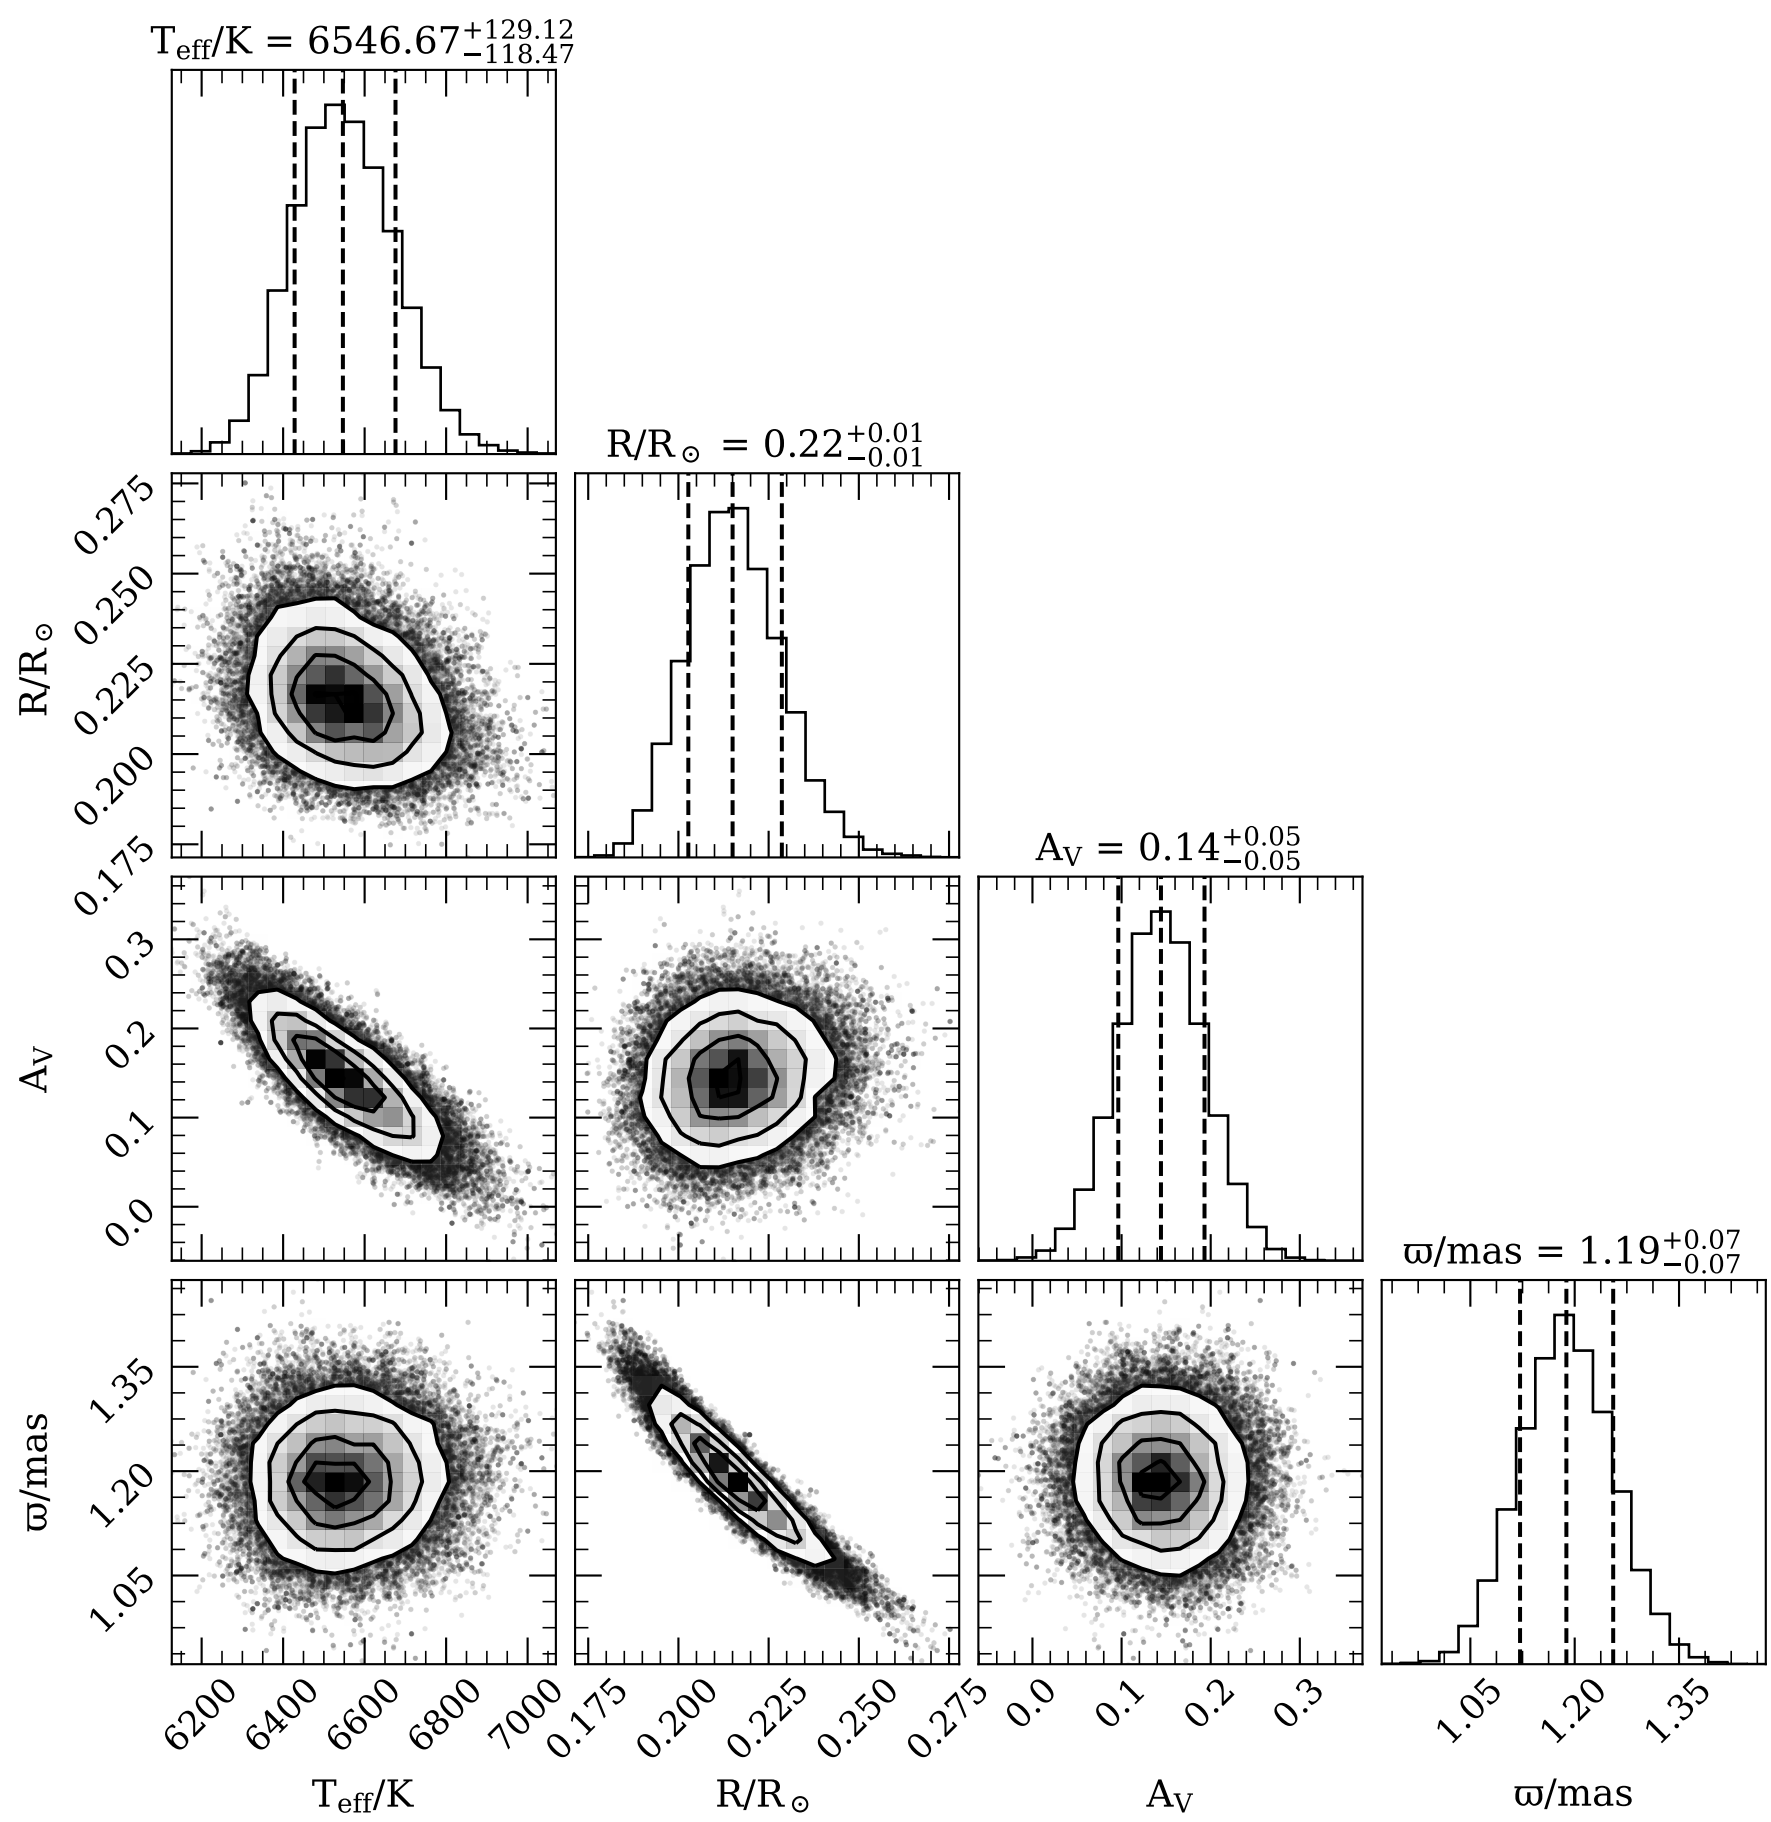 T_eff/K = 6546.67^{+129.12}_{−118.47}
R/R_⊙ = 0.22^{+0.01}_{−0.01}
0.275
0.250
0.225
0.200
0.175
R/R_⊙
A_V = 0.14^{+0.05}_{−0.05}
0.3
0.2
0.1
0.0
A_V
ϖ/mas = 1.19^{+0.07}_{−0.07}
1.35
1.20
1.05
ϖ/mas
6200 6400 6600 6800 7000 0.175 0.200 0.225 0.250 0.275 0.0 0.1 0.2 0.3 1.05 1.20 1.35
T_eff/K R/R_⊙ A_V ϖ/mas